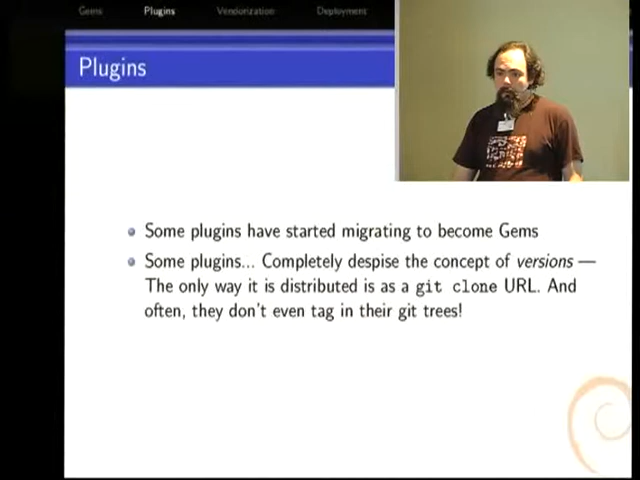 Gems Plugins Vendorization Deployment
Plugins
Some plugins have started migrating to become Gems
Some plugins... Completely despise the concept of versions —
The only way it is distributed is as a git clone URL. And
often, they don't even tag in their git trees!